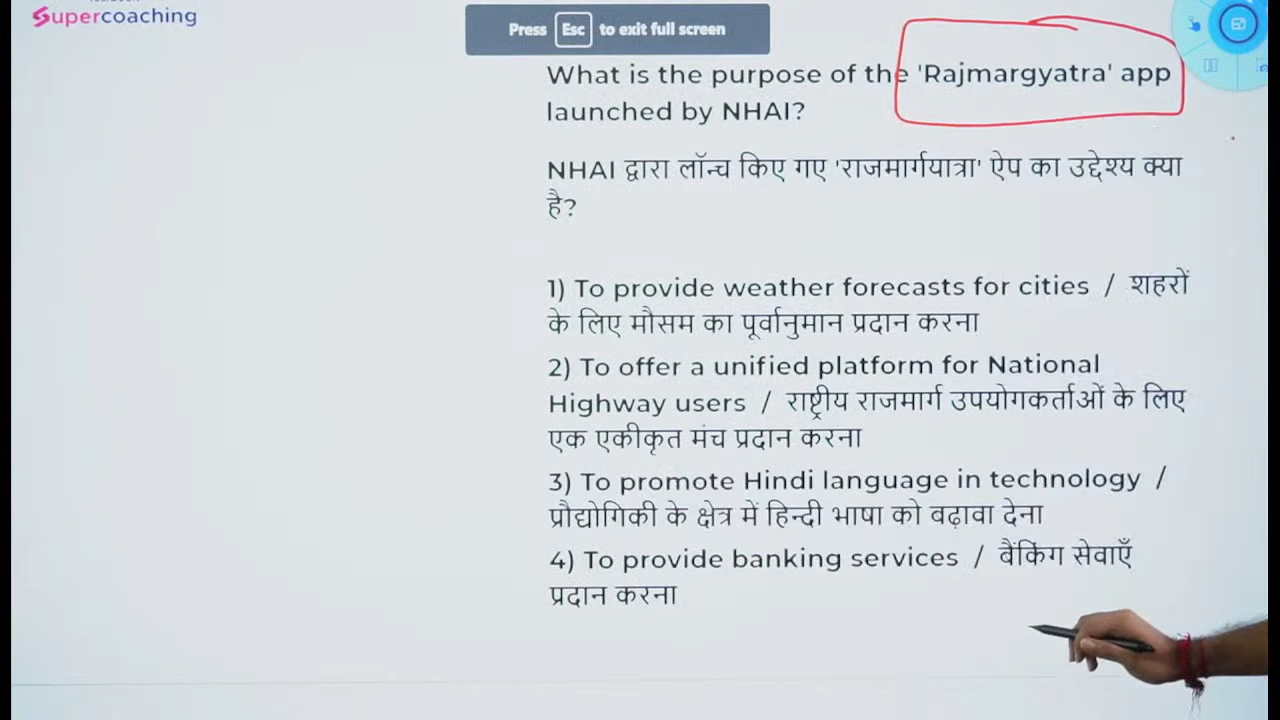 Supercoaching
Press Esc to exit full screen
What is the purpose of the 'Rajmargyatra' app
launched by NHAI?
NHAI द्वारा लॉन्च किए गए 'राजमार्गयात्रा' ऐप का उद्देश्य क्या
है?
1) To provide weather forecasts for cities / शहरों
के लिए मौसम का पूर्वानुमान प्रदान करना
2) To offer a unified platform for National
Highway users / राष्ट्रीय राजमार्ग उपयोगकर्ताओं के लिए
एक एकीकृत मंच प्रदान करना
3) To promote Hindi language in technology /
प्रौद्योगिकी के क्षेत्र में हिन्दी भाषा को बढ़ावा देना
4) To provide banking services / बैंकिंग सेवाएँ
प्रदान करना